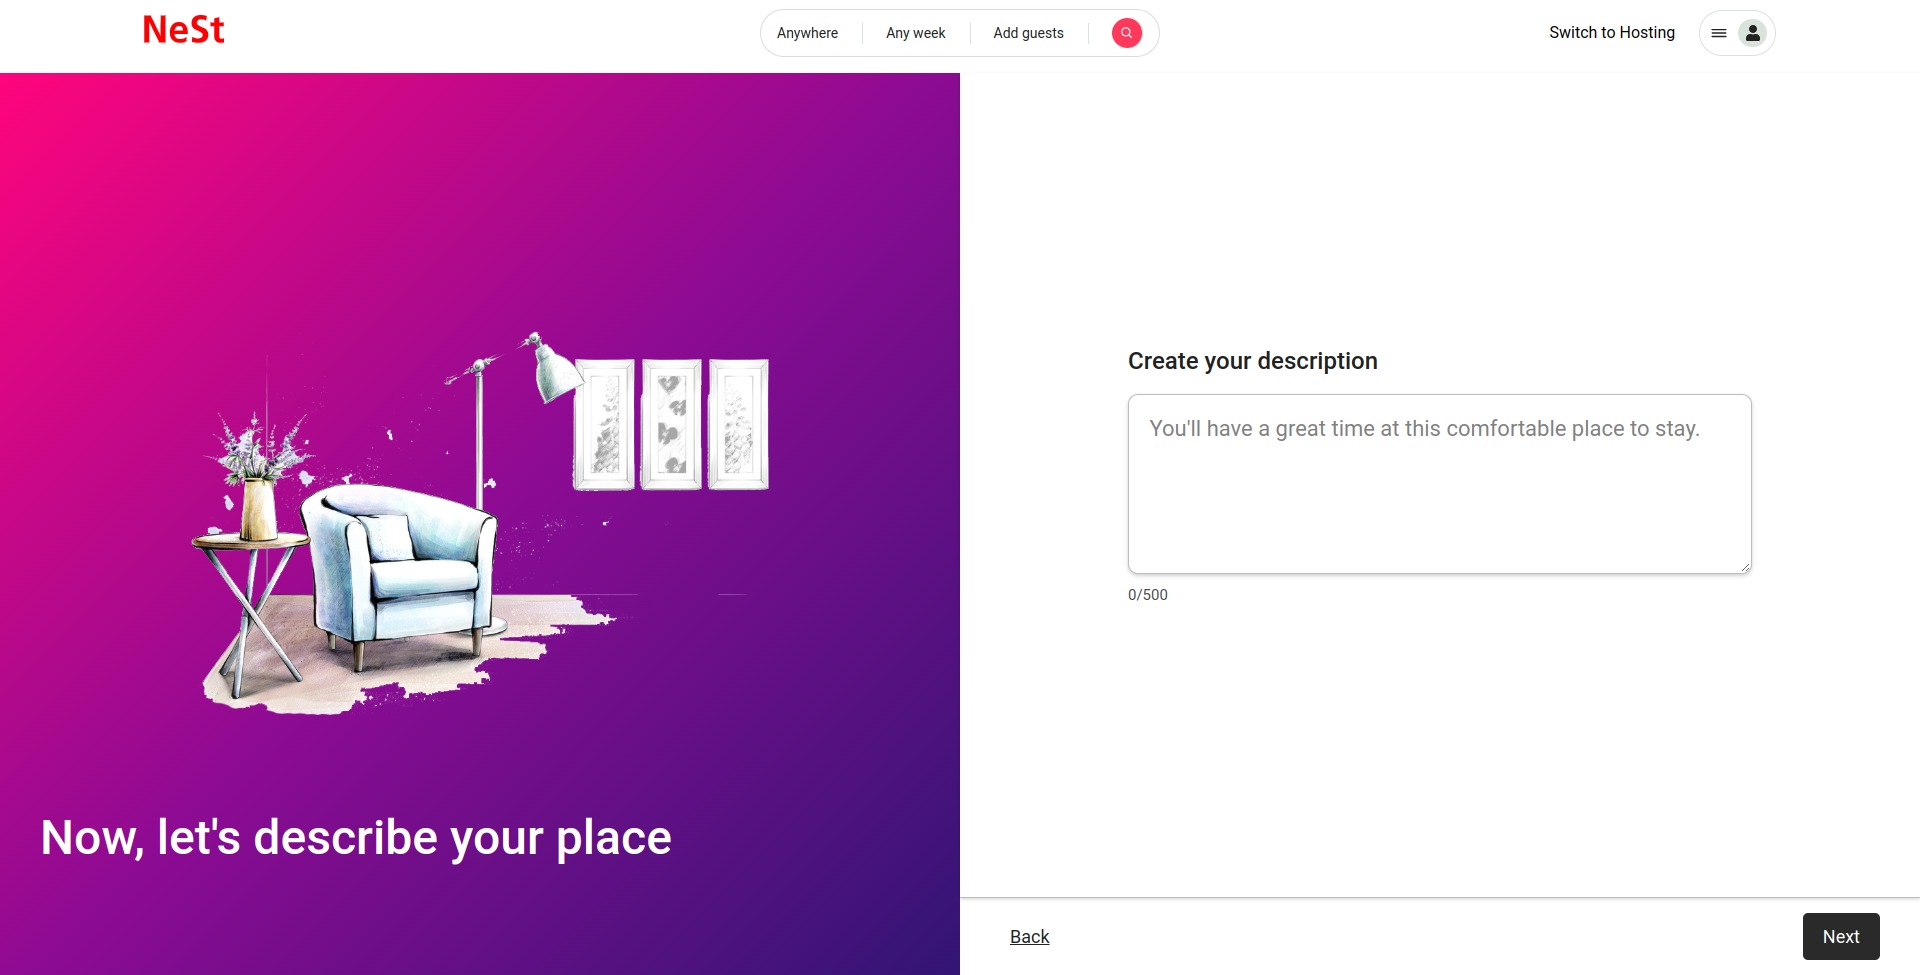 NeSt
Anywhere
Any week
Add guests
Switch to Hosting
Now, let's describe your place
Create your description
You'll have a great time at this comfortable place to stay.
0/500
Back
Next